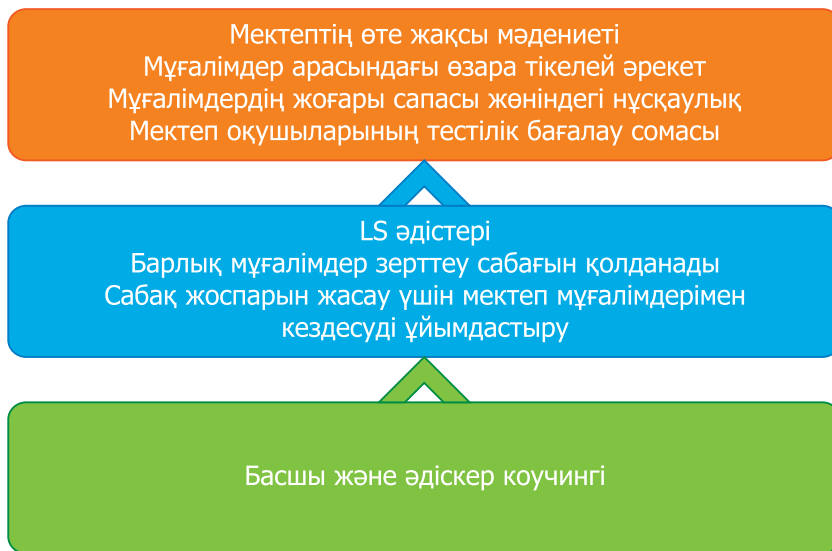 Мектептің өте жақсы мәдениеті
Мұғалімдер арасындағы өзара тікелей әрекет
Мұғалімдердің жоғары сапасы жөніндегі нұсқаулық
Мектеп оқушыларының тестілік бағалау сомасы
LS әдістері
Барлық мұғалімдер зерттеу сабағын қолданады
Сабақ жоспарын жасау үшін мектеп мұғалімдерімен
кездесуді ұйымдастыру
Басшы және әдіскер коучингі